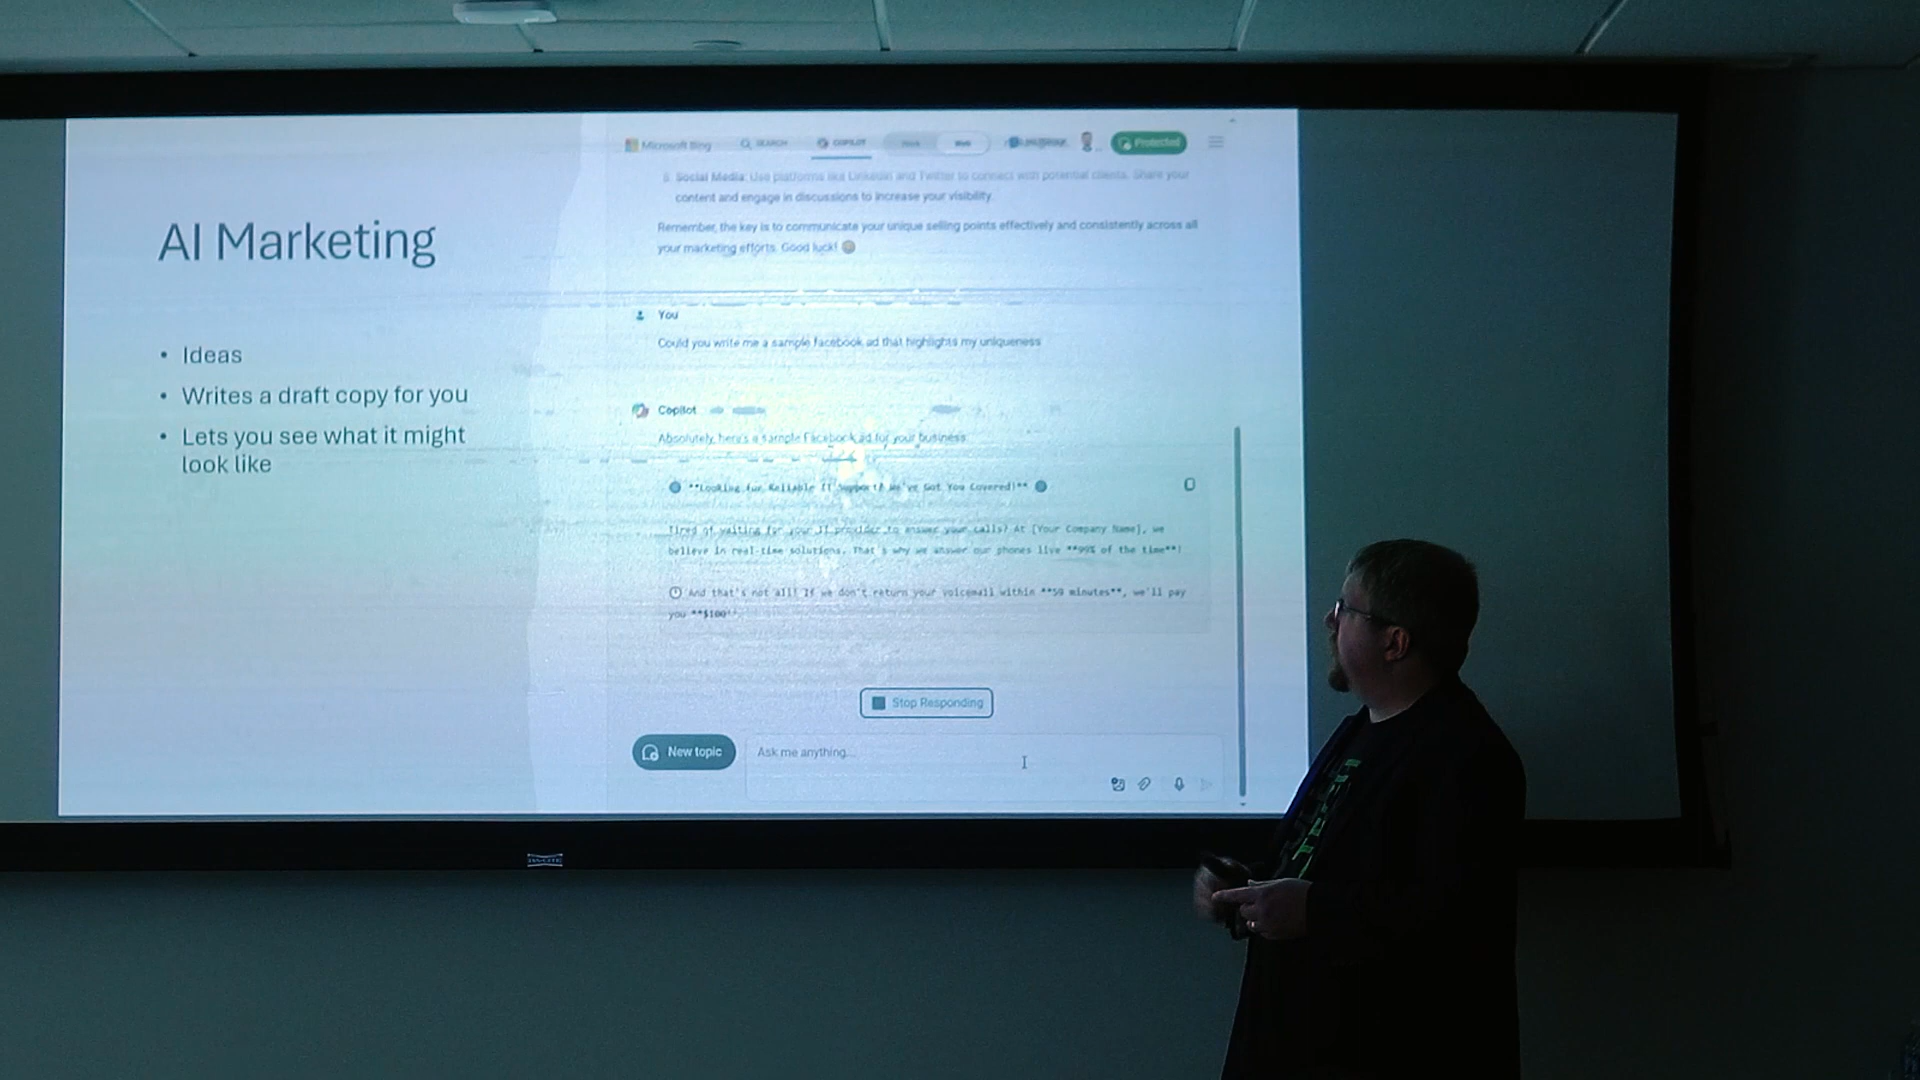 AI Marketing
• Ideas
• Writes a draft copy for you
• Lets you see what it might
look like
Microsoft Bing
SEARCH
COPILOT
Work
Web
Protected
Social Media: Use platforms like LinkedIn and Twitter to connect with potential clients. Share your
content and engage in discussions to increase your visibility.
Remember, the key is to communicate your unique selling points effectively and consistently across all
your marketing efforts. Good luck!
You
Could you write me a sample facebook ad that highlights my uniqueness
Copilot
Absolutely, here's a sample Facebook ad for your business:
**Looking for Reliable IT Support? We've Got You Covered!**
Tired of waiting for your IT provider to answer your calls? At [Your Company Name], we
believe in real-time solutions. That's why we answer our phones live **99% of the time**!
And that's not all! If we don't return your voicemail within **59 minutes**, we'll pay
you **$100**
Stop Responding
New topic
Ask me anything...